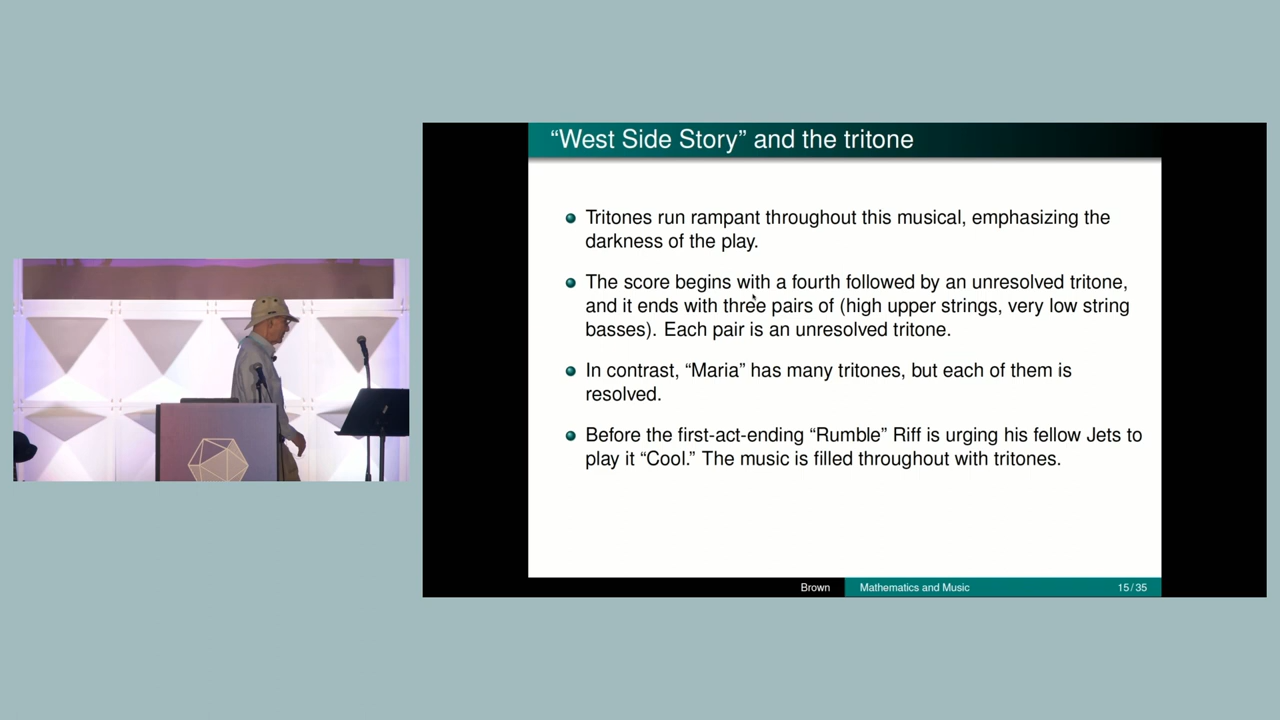 “West Side Story” and the tritone
Tritones run rampant throughout this musical, emphasizing the
darkness of the play.
The score begins with a fourth followed by an unresolved tritone,
and it ends with three pairs of (high upper strings, very low string
basses). Each pair is an unresolved tritone.
In contrast, “Maria” has many tritones, but each of them is
resolved.
Before the first-act-ending “Rumble” Riff is urging his fellow Jets to
play it “Cool.” The music is filled throughout with tritones.
Brown
Mathematics and Music
15/35